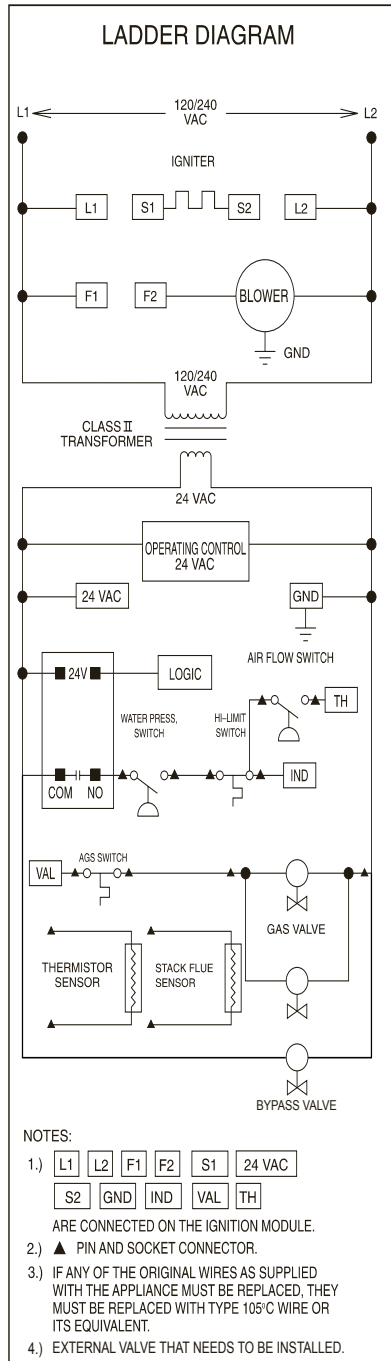 LADDER DIAGRAM
L1
120/240
VAC
L2
IGNITER
L1
S1
S2
L2
F1
F2
BLOWER
GND
120/240
VAC
CLASS II
TRANSFORMER
24 VAC
OPERATING CONTROL
24 VAC
24 VAC
GND
AIR FLOW SWITCH
24V
LOGIC
WATER PRESS,
SWITCH
HI-LIMIT
SWITCH
TH
COM
NO
IND
VAL
AGS SWITCH
GAS VALVE
THERMISTOR
SENSOR
STACK FLUE
SENSOR
BYPASS VALVE
NOTES:
1.) L1 L2 F1 F2 S1 24 VAC
S2 GND IND VAL TH
ARE CONNECTED ON THE IGNITION MODULE.
2.) ▲ PIN AND SOCKET CONNECTOR.
3.) IF ANY OF THE ORIGINAL WIRES AS SUPPLIED
WITH THE APPLIANCE MUST BE REPLACED, THEY
MUST BE REPLACED WITH TYPE 105°C WIRE OR
ITS EQUIVALENT.
4.) EXTERNAL VALVE THAT NEEDS TO BE INSTALLED.